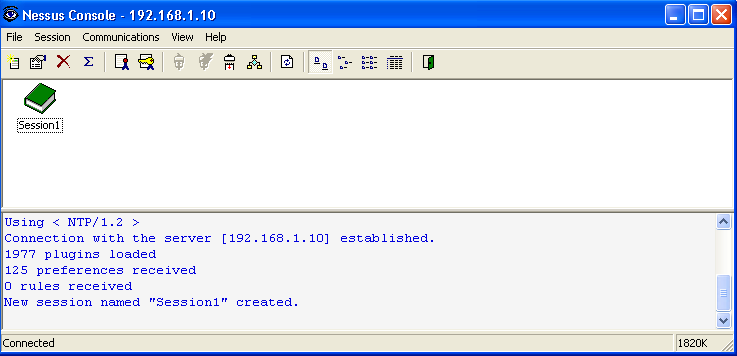 Nessus Console - 192.168.1.10
File Session Communications View Help
Session1
Using < NTP/1.2 >
Connection with the server [192.168.1.10] established.
1977 plugins loaded
125 preferences received
0 rules received
New session named "Session1" created.
Connected 1820K